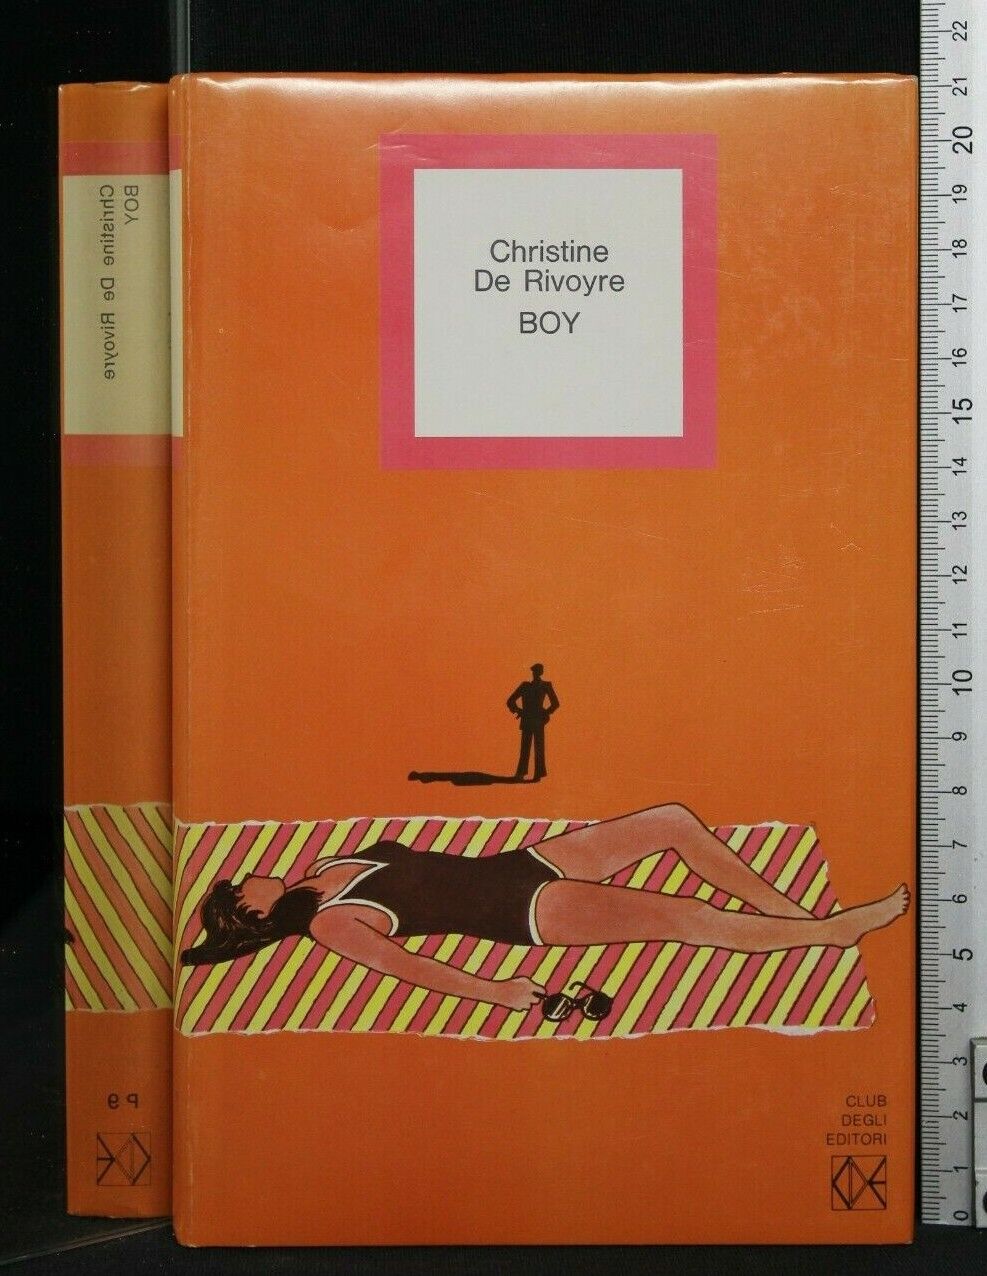 Christine
De Rivoyre
BOY
CLUB
DEGLI
EDITORI
BOY
Christine De Rivoyre
P 9
22
21
20
19
18
17
16
15
14
13
12
11
10
9
8
7
6
5
4
3
2
1
0